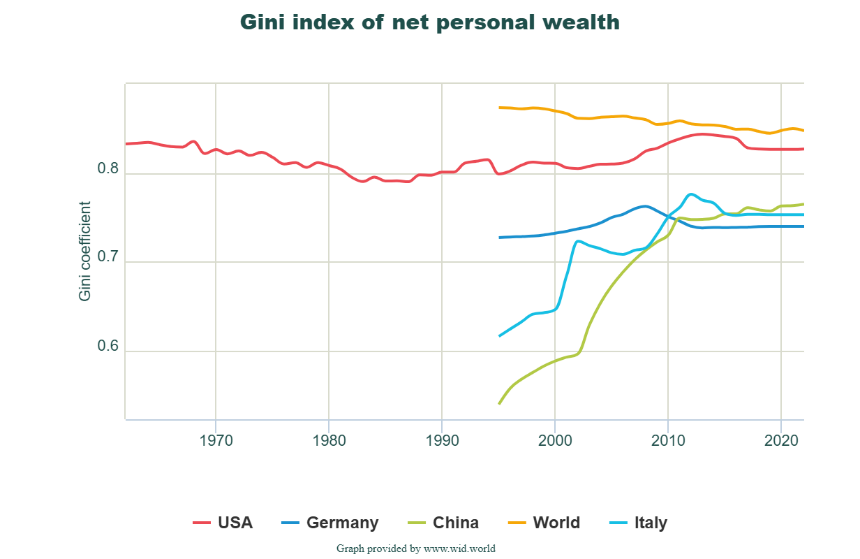 Gini index of net personal wealth
Gini coefficient
0.8
0.7
0.6
1970 1980 1990 2000 2010 2020
USA Germany China World Italy
Graph provided by www.wid.world